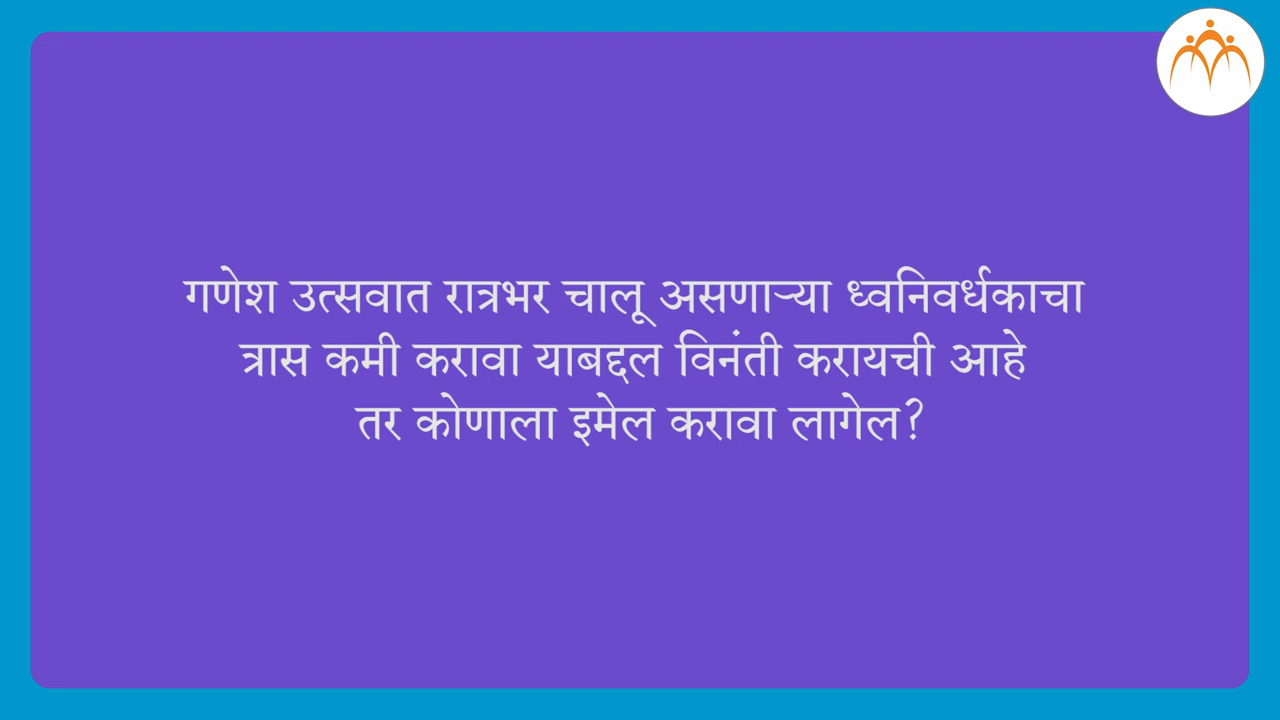 गणेश उत्सवात रात्रभर चालू असणाऱ्या ध्वनिवर्धकाचा
त्रास कमी करावा याबद्दल विनंती करायची आहे
तर कोणाला इमेल करावा लागेल?